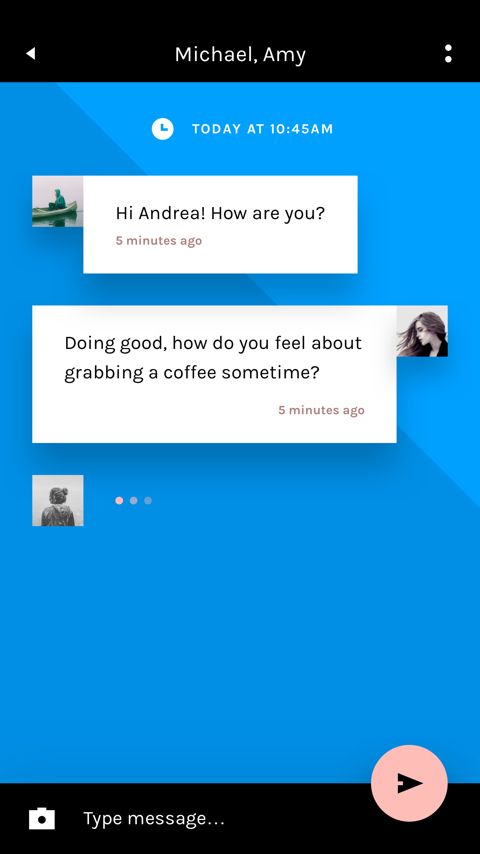 Michael, Amy
TODAY AT 10:45AM
Hi Andrea! How are you?
5 minutes ago
Doing good, how do you feel about
grabbing a coffee sometime?
5 minutes ago
Type message...